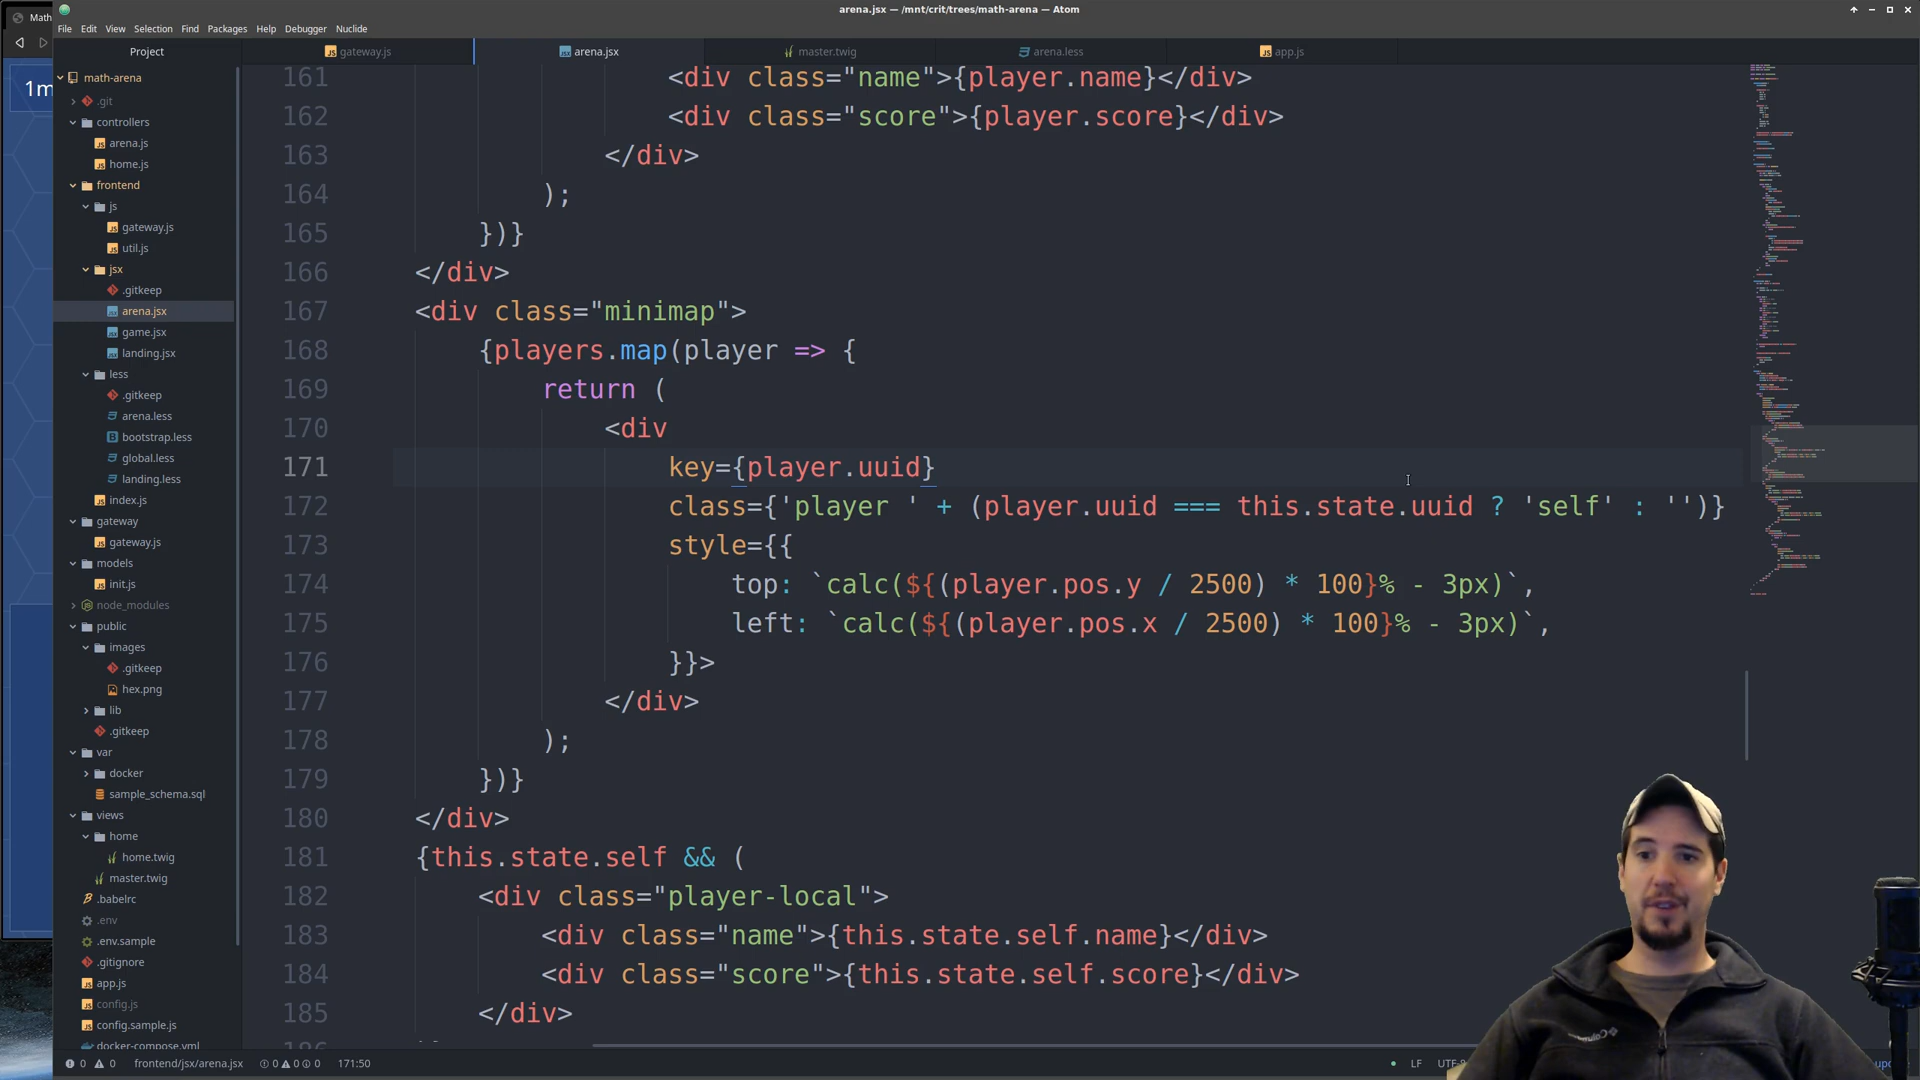 arena.jsx — /mnt/crit/trees/math-arena — Atom
Math
File Edit View Selection Find Packages Help Debugger Nuclide
Project
gateway.js
arena.jsx
master.twig
arena.less
app.js
1m
math-arena
.git
controllers
arena.js
home.js
frontend
js
gateway.js
util.js
jsx
.gitkeep
arena.jsx
game.jsx
landing.jsx
less
.gitkeep
arena.less
bootstrap.less
global.less
landing.less
index.js
gateway
gateway.js
models
init.js
node_modules
public
images
.gitkeep
hex.png
lib
.gitkeep
var
docker
sample_schema.sql
views
home
home.twig
master.twig
.babelrc
.env
.env.sample
.gitignore
app.js
config.js
config.sample.js
docker-compose.yml
161 <div class="name">{player.name}</div>
162 <div class="score">{player.score}</div>
163 </div>
164 );
165 })}
166 </div>
167 <div class="minimap">
168 {players.map(player => {
169 return (
170 <div
171 key={player.uuid}
172 class={'player ' + (player.uuid === this.state.uuid ? 'self' : '')}
173 style={{
174 top: `calc(${(player.pos.y / 2500) * 100}% - 3px)`,
175 left: `calc(${(player.pos.x / 2500) * 100}% - 3px)`,
176 }}>
177 </div>
178 );
179 })}
180 </div>
181 {this.state.self && (
182 <div class="player-local">
183 <div class="name">{this.state.self.name}</div>
184 <div class="score">{this.state.self.score}</div>
185 </div>
0 0 frontend/jsx/arena.jsx 0 0 0 171:50 LF UTF-8
Columbia